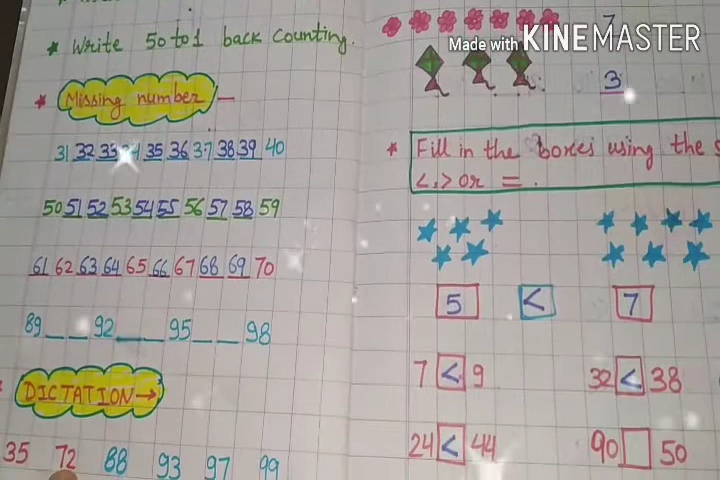 * Write 50 to 1 back counting.
* Missing number —
31 32 33 34 35 36 37 38 39 40
50 51 52 53 54 55 56 57 58 59
61 62 63 64 65 66 67 68 69 70
89 _ _ 92 _ _ 95 _ _ 98
DICTATION →
35 72 88 93 97 99
Made with KINEMASTER
7
3
* Fill in the boxes using the
<, > or = .
5 < 7
7 < 9 32 < 38
24 < 44 90 50